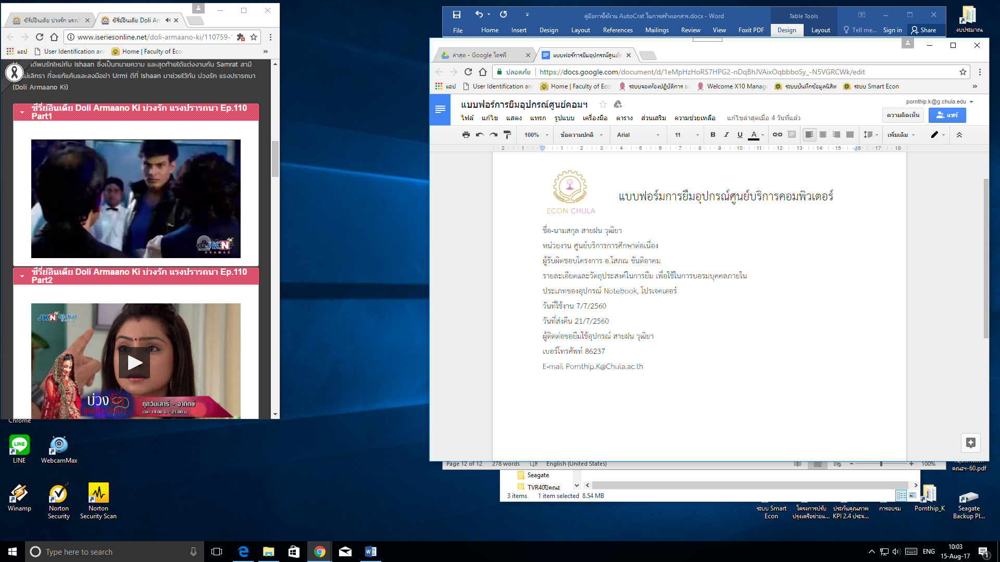 ซีรี่ย์อินเดีย บ่วงรัก แรงป
ซีรี่ย์อินเดีย Doli Arm
www.iseriesonline.net/doli-armaano-ki/110759-
แอป
User Identification and
Home | Faculty of Eco
ได้พบรักใหม่กับ Ishaan ซึ่งเป็นทนายความ และสุดท้ายได้แต่งงานกัน Samrat สามี
ไม่เลิกรา ที่จะแก้แค้นและลงมือฆ่า Urmi ดีที่ Ishaan มาช่วยไว้ทัน บ่วงรัก แรงปรารถนา
(Doli Armaano Ki)
ซีรี่ย์อินเดีย Doli Armaano Ki บ่วงรัก แรงปรารถนา Ep.110
Part1
JKN
DRAMAX
ซีรี่ย์อินเดีย Doli Armaano Ki บ่วงรัก แรงปรารถนา Ep.110
Part2
JKN Global
บ่วงรัก
แรงปรารถนา
ทุกวันเสาร์ - อาทิตย์
เวลา 19.00 น. - 21.00 น.
Chrome
LINE
WebcamMax
Winamp
Norton
Security
Norton
Security Scan
คู่มือการใช้งาน AutoCrat ในการสร้างเอกสาร.docx - Word
Table Tools
File
Home
Insert
Design
Layout
References
Mailings
Review
View
Foxit PDF
Design
Layout
Tell me...
Sign in
Share
งบประมาณ
ล่าสุด - Google ไดรฟ์
แบบฟอร์การยืมอุปกรณ์ศูนย์ค
ปลอดภัย
https://docs.google.com/document/d/1eMpHzHoRS7HPG2-nDqBhJVAixOqbbboSy_-N5VGRCWk/edit
แอป
User Identification and
Home | Faculty of Eco
ระบบจองห้องปฏิบัติการ อ
Welcome X10 Manag
ระบบบันทึกข้อมูลนิสิต
ระบบ Smart Econ
แบบฟอร์การยืมอุปกรณ์ศูนย์คอมฯ
pornthip.k@g.chula.edu
ไฟล์
แก้ไข
แสดง
แทรก
รูปแบบ
เครื่องมือ
ตาราง
ส่วนเสริม
ความช่วยเหลือ
แก้ไขล่าสุดเมื่อ 4 วันที่แล้ว
ความคิดเห็น
แชร์
100%
ข้อความปกติ
Arial
11
B
I
U
A
เพิ่มเติม
2 1 1 2 3 4 5 6 7 8 9 10 11 12 13 14 15 16 17 18
ECON CHULA
แบบฟอร์มการยืมอุปกรณ์ศูนย์บริการคอมพิวเตอร์
ชื่อ-นามสกุล สายฝน วุฒิยา
หน่วยงาน ศูนย์บริการการศึกษาต่อเนื่อง
ผู้รับผิดชอบโครงการ อ.โสภณ ขันติอาคม
รายละเอียดและวัตถุประสงค์ในการยืม เพื่อใช้ในการบอรมบุคคลภายใน
ประเภทของอุปกรณ์ Notebook, โปรเจคเตอร์
วันที่ใช้งาน 7/7/2560
วันที่ส่งคืน 21/7/2560
ผู้ติดต่อขอยืมใช้อุปกรณ์ สายฝน วุฒิยา
เบอร์โทรศัพท์ 86237
E-mail Pornthip.K@Chula.ac.th
Page 12 of 12
278 words
English (United States)
100%
คณะฯ-60.pdf
Seagate
TVR40ปีคณะ
3 items
1 item selected 8.54 MB
ระบบ Smart
Econ
โครงการปรับ
ปรุงเครือข่ายแ...
ประกันคุณภาพ
KPI 2.4 ประจ...
การอบรม
Pornthip_K
Seagate
Backup Pl...
Type here to search
ENG
10:03
15-Aug-17
1